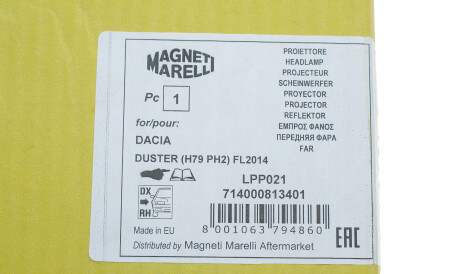 MAGNETI
MARELLI
Pc 1
for/pour:
DACIA
DUSTER (H79 PH2) FL2014
PROIETTORE
HEADLAMP
PROJECTEUR
SCHEINWERFER
PROYECTOR
PROJECTOR
REFLEKTOR
ΕΜΠΡΟΣ ΦΑΝΟΣ
ПЕРЕДНЯЯ ФАРА
FAR
LPP021
714000813401
DX
RH
Made in EU
8 001063 794860
EAC
Distributed by Magneti Marelli Aftermarket